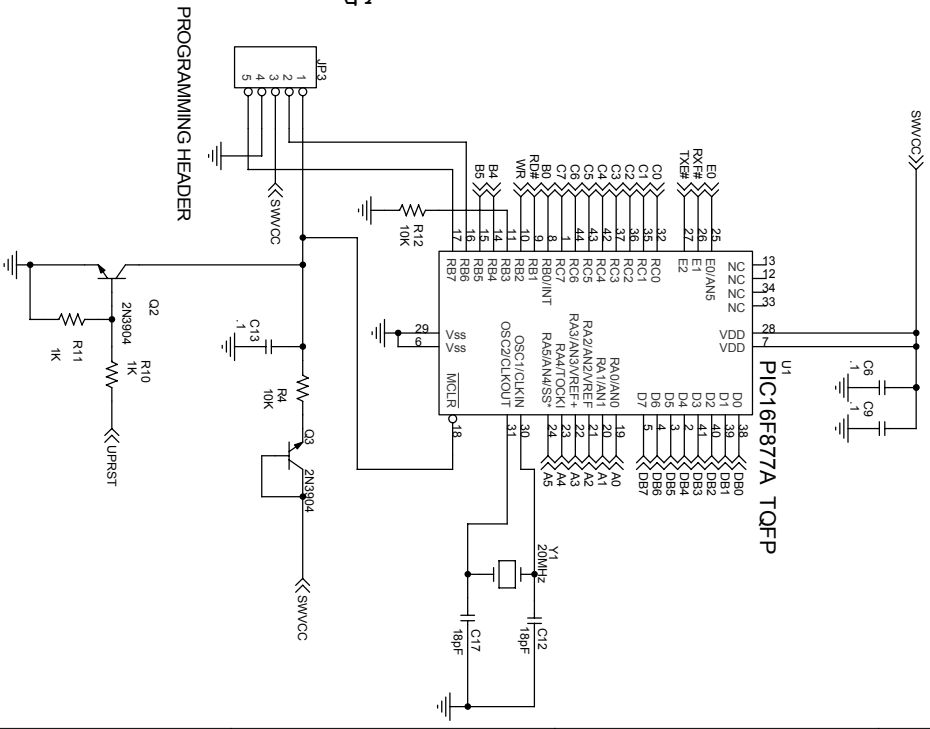 SWVCC
PROGRAMMING HEADER
JP3
1
2
3
4
5
SWVCC
R12
10K
B5
B4
WR
RD#
B0
C7
C6
C5
C4
C3
C2
C1
C0
TXE#
RXF#
E0
17
16
15
14
11
10
9
8
1
44
43
42
37
36
35
32
27
26
25
RB7
RB6
RB5
RB4
RB3
RB2
RB1
RB0/INT
RC7
RC6
RC5
RC4
RC3
RC2
RC1
RC0
E2
E1
E0/AN5
NC
NC
NC
NC
13
12
34
33
VDD
VDD
28
7
29
6
Vss
Vss
MCLR
OSC2/CLKOUT
OSC1/CLKIN
RA5/AN4/SS*
RA4/TOCKI
RA3/AN3/VREF+
RA2/AN2/VREF
RA1/AN1
RA0/AN0
D7
D6
D5
D4
D3
D2
D1
D0
18
31
30
24
23
22
21
20
19
5
4
3
2
41
40
39
38
A5
A4
A3
A2
A1
A0
DB7
DB6
DB5
DB4
DB3
DB2
DB1
DB0
U1
PIC16F877A TQFP
C6
.1
C9
.1
Q2
2N3904
R11
1K
R10
1K
UPRST
C13
.1
R4
10K
Q3
2N3904
SWVCC
Y1
20MHz
C17
18pF
C12
18pF